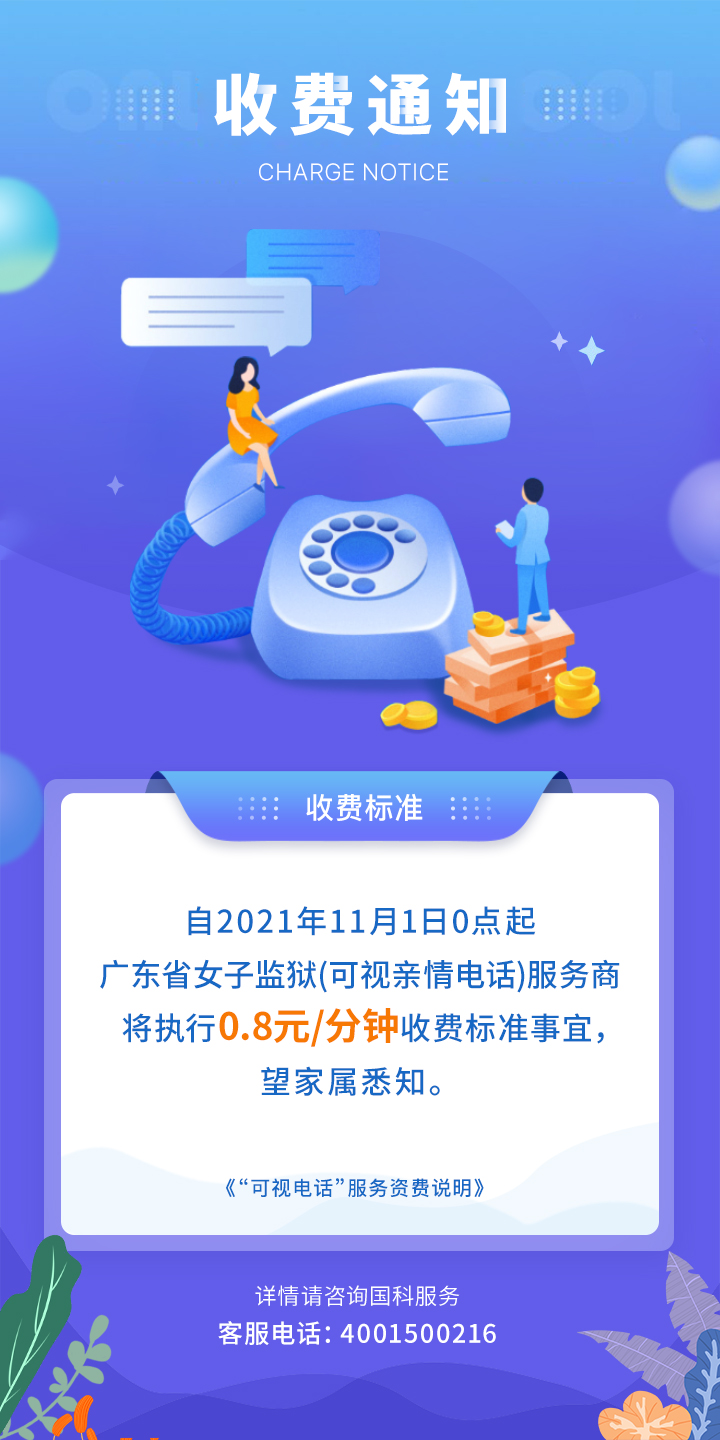 收费通知
CHARGE NOTICE
收费标准
自2021年11月1日0点起
广东省女子监狱(可视亲情电话)服务商
将执行0.8元/分钟收费标准事宜，
望家属悉知。
《“可视电话”服务资费说明》
详情请咨询国科服务
客服电话：4001500216